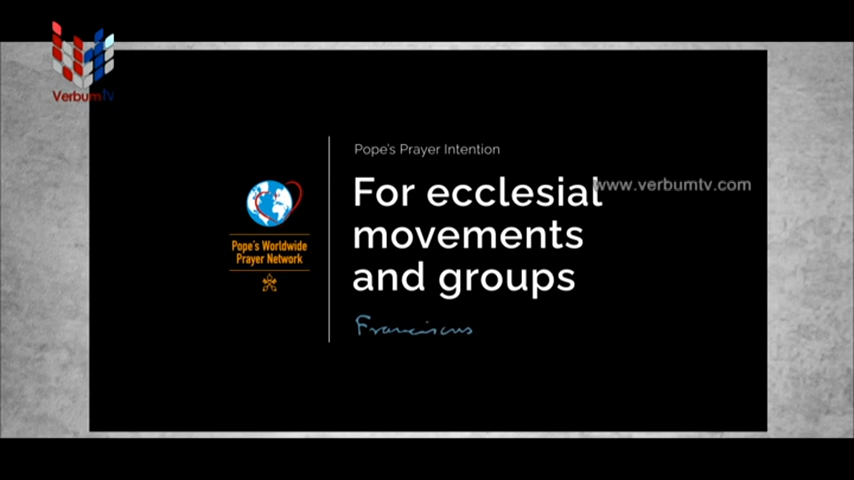 VerbumTV
Pope's Prayer Intention
For ecclesial
www.verbumtv.com
movements
and groups
Pope's Worldwide
Prayer Network
Franciscus